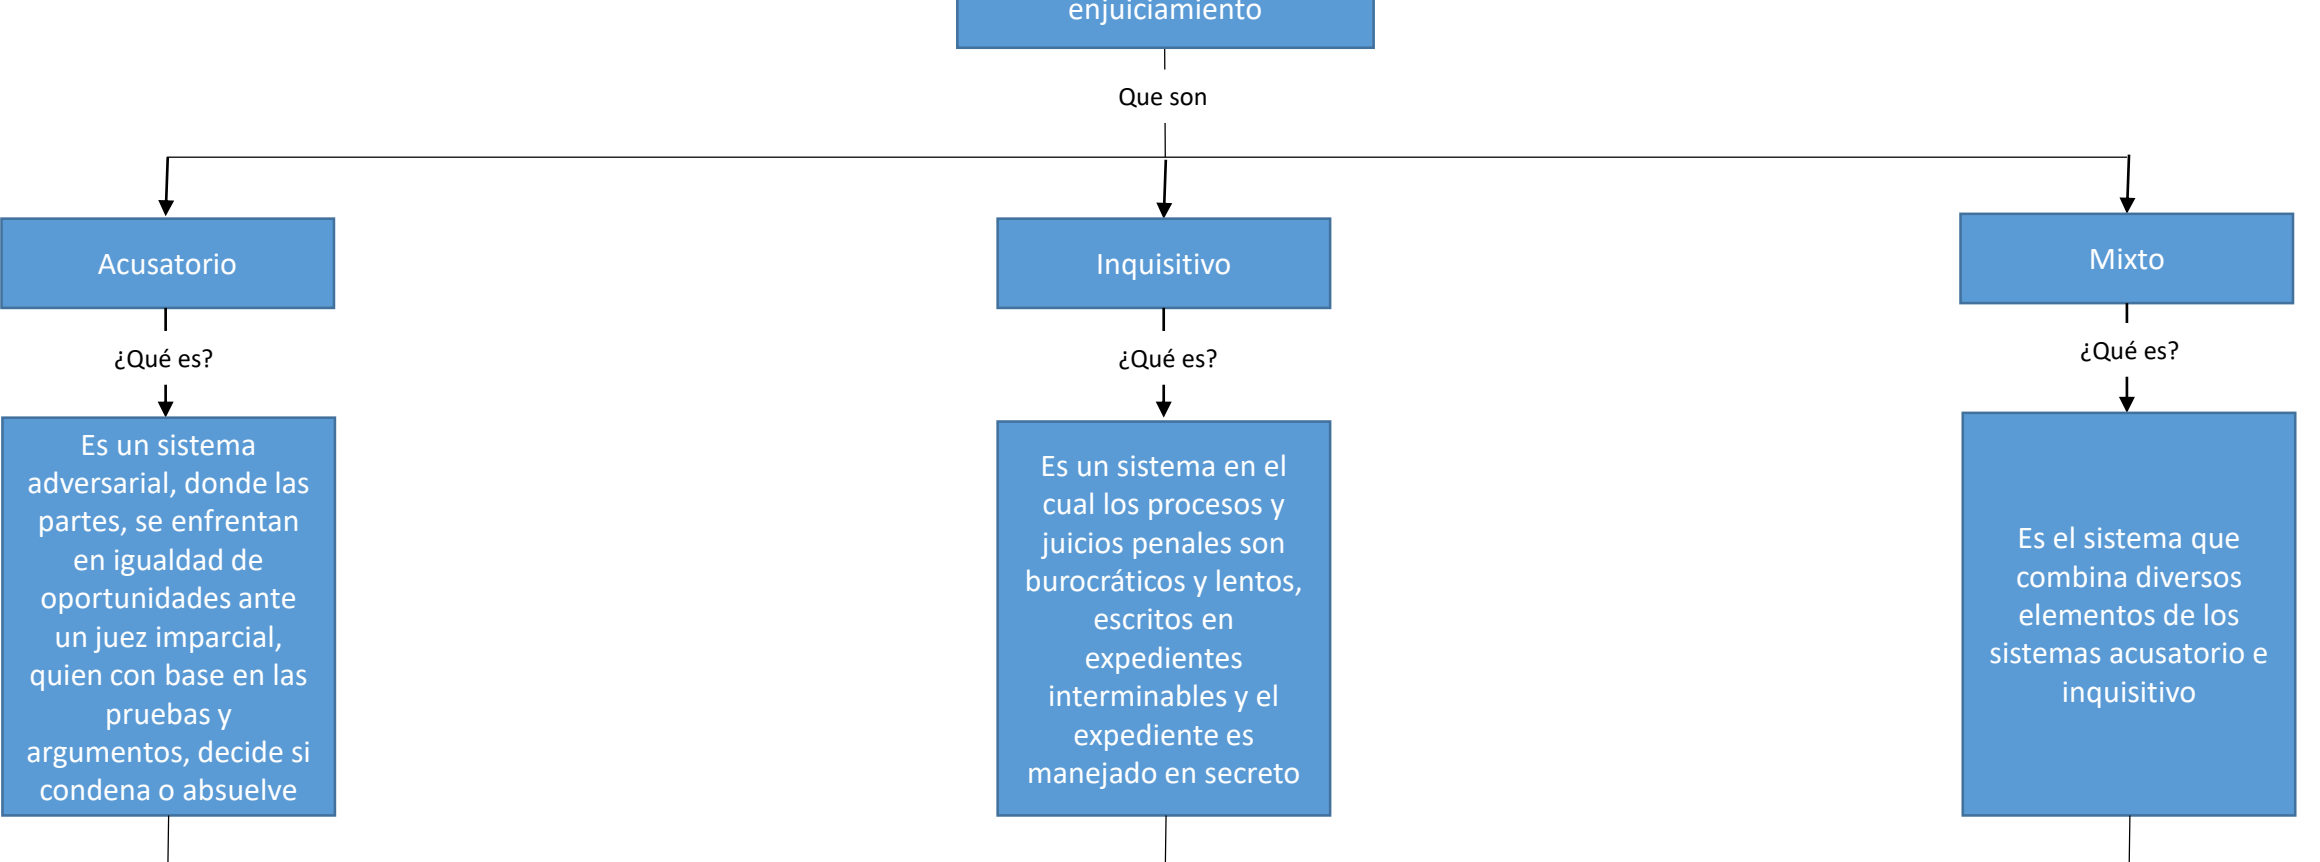 enjuiciamiento
Que son
Acusatorio
¿Qué es?
Es un sistema
adversarial, donde las
partes, se enfrentan
en igualdad de
oportunidades ante
un juez imparcial,
quien con base en las
pruebas y
argumentos, decide si
condena o absuelve
Inquisitivo
¿Qué es?
Es un sistema en el
cual los procesos y
juicios penales son
burocráticos y lentos,
escritos en
expedientes
interminables y el
expediente es
manejado en secreto
Mixto
¿Qué es?
Es el sistema que
combina diversos
elementos de los
sistemas acusatorio e
inquisitivo